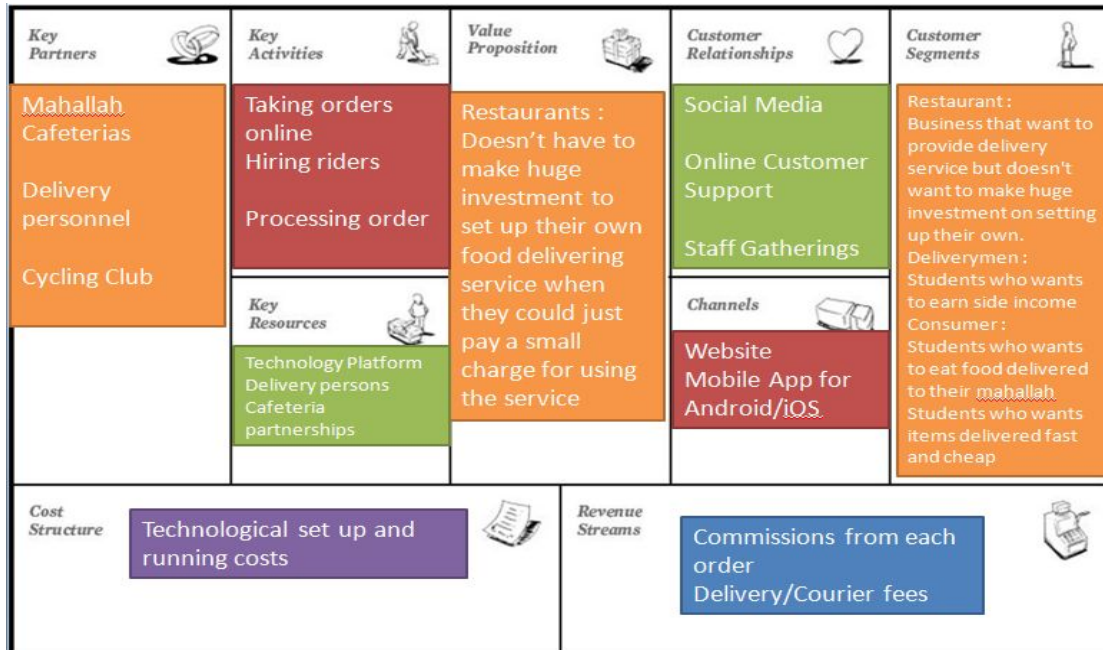 Key
Partners
Mahallah
Cafeterias
Delivery
personnel
Cycling Club
Key
Activities
Taking orders
online
Hiring riders
Processing order
Key
Resources
Technology Platform
Delivery persons
Cafeteria
partnerships
Value
Proposition
Restaurants :
Doesn't have to
make huge
investment to
set up their own
food delivering
service when
they could just
pay a small
charge for using
the service
Customer
Relationships
Social Media
Online Customer
Support
Staff Gatherings
Channels
Website
Mobile App for
Android/iOS
Customer
Segments
Restaurant :
Business that want to
provide delivery
service but doesn't
want to make huge
investment on setting
up their own.
Deliverymen :
Students who wants
to earn side income
Consumer :
Students who wants
to eat food delivered
to their mahallah
Students who wants
items delivered fast
and cheap
Cost
Structure
Technological set up and
running costs
Revenue
Streams
Commissions from each
order
Delivery/Courier fees